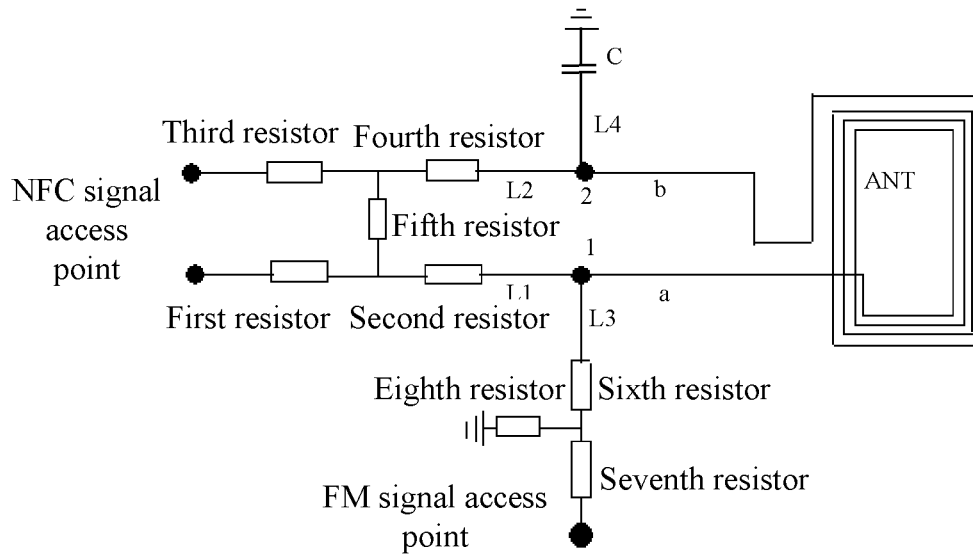 C
L4
Third resistor
Fourth resistor
ANT
NFC signal
access
point
L2
2
b
Fifth resistor
1
L1
a
First resistor
Second resistor
L3
Eighth resistor
Sixth resistor
Seventh resistor
FM signal access
point